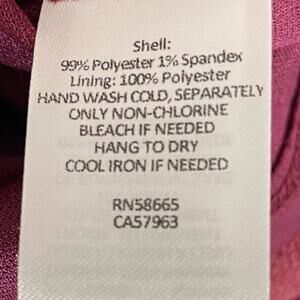 Shell:
99% Polyester 1% Spandex
Lining: 100% Polyester
HAND WASH COLD, SEPARATELY
ONLY NON-CHLORINE
BLEACH IF NEEDED
HANG TO DRY
COOL IRON IF NEEDED
RN58665
CA57963